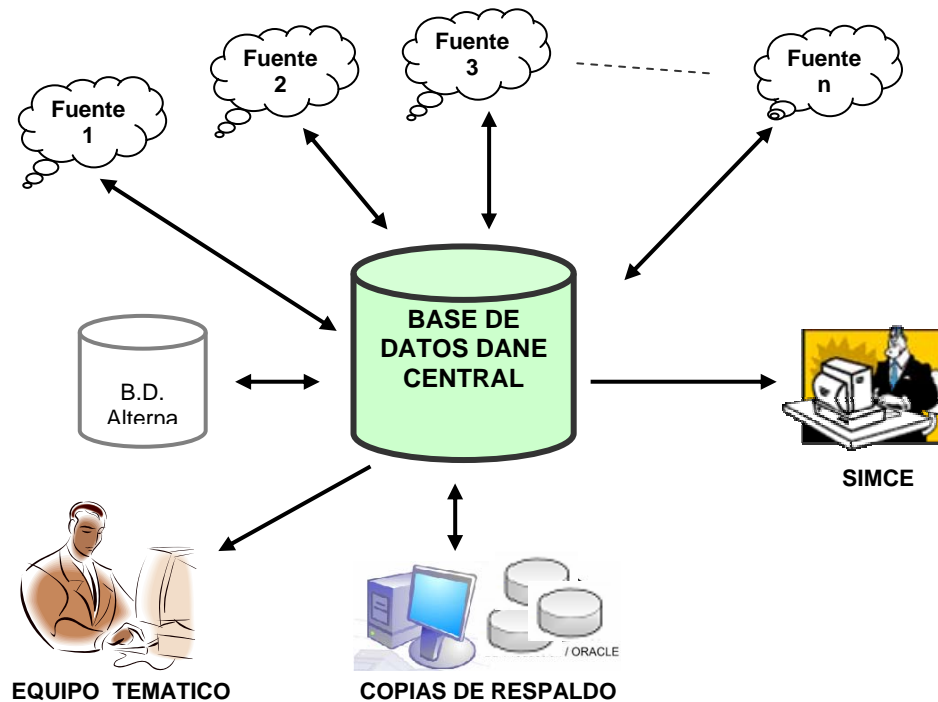 Fuente
1
Fuente
2
Fuente
3
Fuente
n
BASE DE
DATOS DANE
CENTRAL
B.D.
Alterna
SIMCE
/ ORACLE
EQUIPO TEMATICO
COPIAS DE RESPALDO